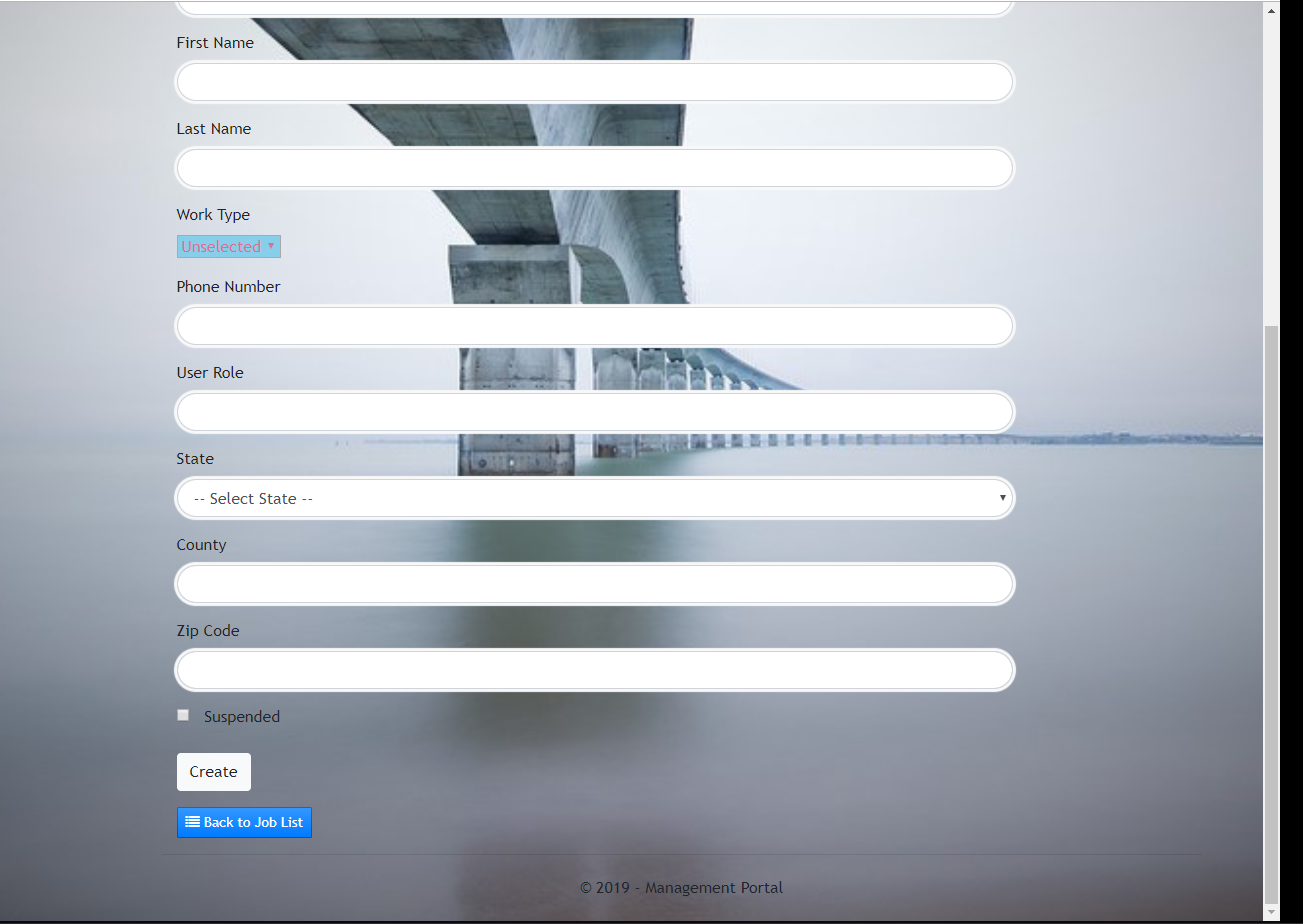 First Name
Last Name
Work Type
Unselected
Phone Number
User Role
State
-- Select State --
County
Zip Code
Suspended
Create
Back to Job List
© 2019 - Management Portal